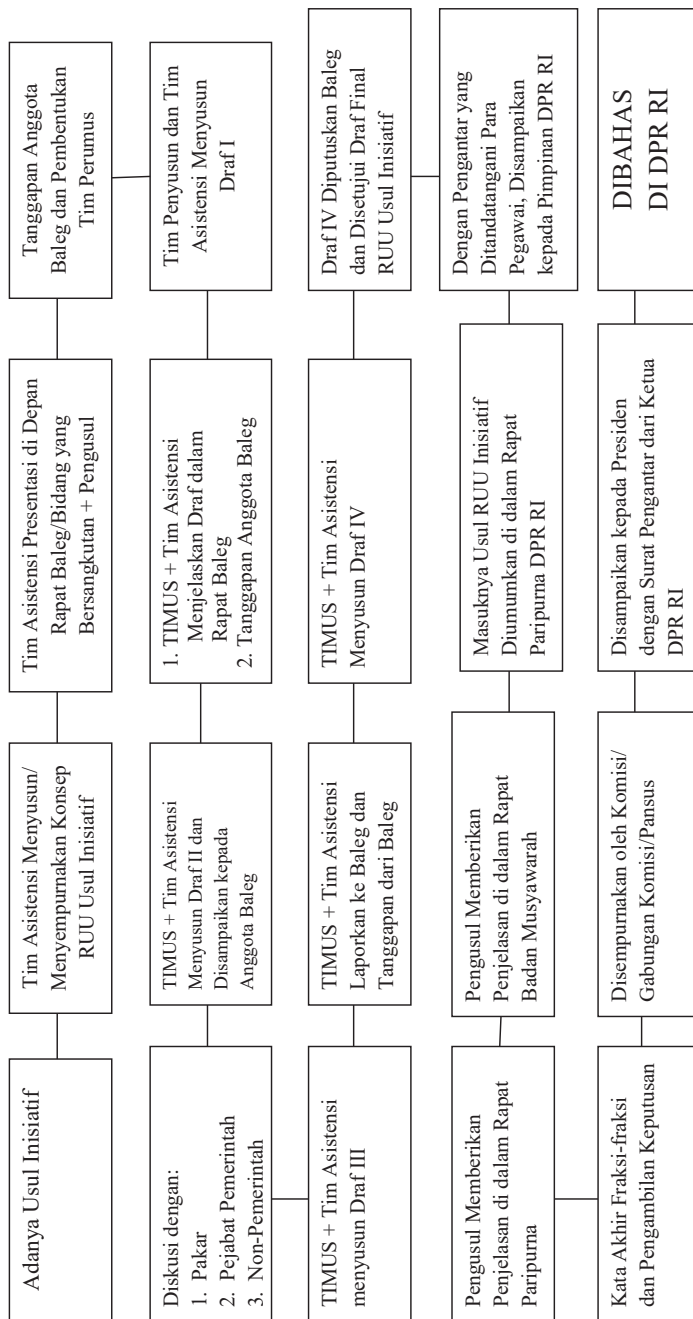 Adanya Usul Inisiatif
Tim Asistensi Menyusun/
Menyempurnakan Konsep
RUU Usul Inisiatif
Tim Asistensi Presentasi di Depan
Rapat Baleg/Bidang yang
Bersangkutan + Pengusul
Tanggapan Anggota
Baleg dan Pembentukan
Tim Perumus
Tim Penyusun dan Tim
Asistensi Menyusun
Draf I
1. TIMUS + Tim Asistensi
Menjelaskan Draf dalam
Rapat Baleg
2. Tanggapan Anggota Baleg
TIMUS + Tim Asistensi
Menyusun Draf II dan
Disampaikan kepada
Anggota Baleg
Diskusi dengan:
1. Pakar
2. Pejabat Pemerintah
3. Non-Pemerintah
TIMUS + Tim Asistensi
menyusun Draf III
TIMUS + Tim Asistensi
Laporkan ke Baleg dan
Tanggapan dari Baleg
TIMUS + Tim Asistensi
Menyusun Draf IV
Draf IV Diputuskan Baleg
dan Disetujui Draf Final
RUU Usul Inisiatif
Dengan Pengantar yang
Ditandatangani Para
Pegawai, Disampaikan
kepada Pimpinan DPR RI
Masuknya Usul RUU Inisiatif
Diumumkan di dalam Rapat
Paripurna DPR RI
Pengusul Memberikan
Penjelasan di dalam Rapat
Badan Musyawarah
Pengusul Memberikan
Penjelasan di dalam Rapat
Paripurna
Kata Akhir Fraksi-fraksi
dan Pengambilan Keputusan
Disempurnakan oleh Komisi/
Gabungan Komisi/Pansus
Disampaikan kepada Presiden
dengan Surat Pengantar dari Ketua
DPR RI
DIBAHAS
DI DPR RI